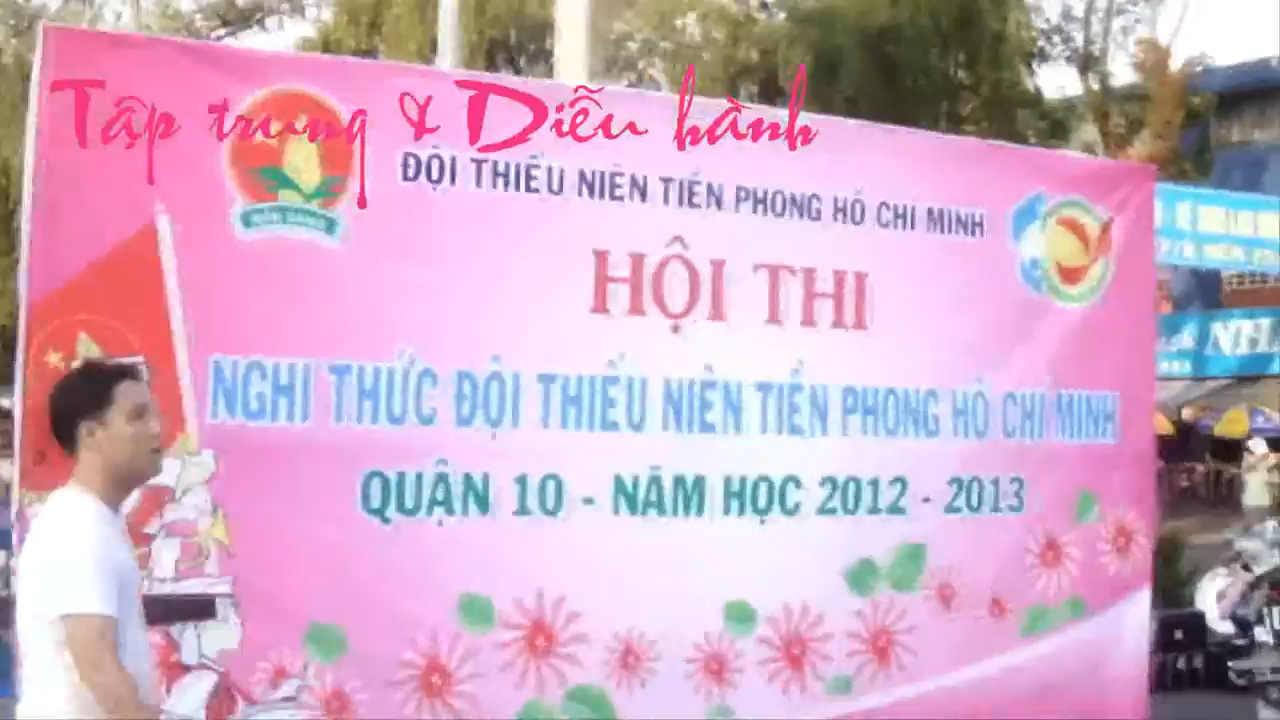 Tập trung & Diễu hành
ĐỘI THIẾU NIÊN TIỀN PHONG HỒ CHÍ MINH
HỘI THI
NGHI THỨC ĐỘI THIẾU NIÊN TIỀN PHONG HỒ CHÍ MINH
QUẬN 10 - NĂM HỌC 2012 - 2013